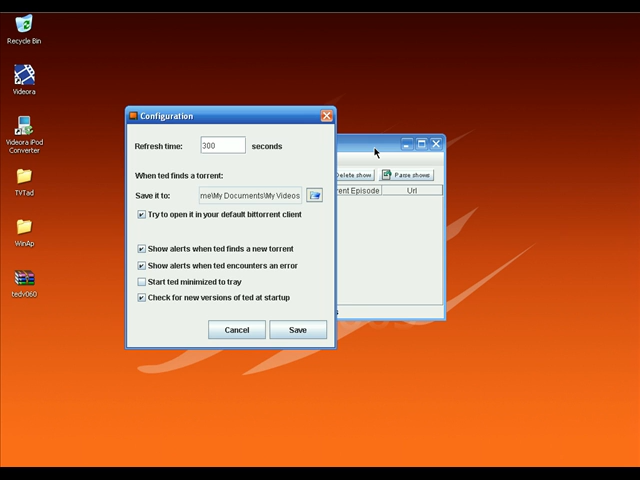 Recycle Bin
Videora
Videora iPod
Converter
TVTad
WinAp
tedv060
Configuration
Refresh time:
300
seconds
When ted finds a torrent:
Save it to:
me\My Documents\My Videos
Try to open it in your default bittorrent client
Show alerts when ted finds a new torrent
Show alerts when ted encounters an error
Start ted minimized to tray
Check for new versions of ted at startup
Cancel
Save
Delete show
Parse shows
rent Episode
Url